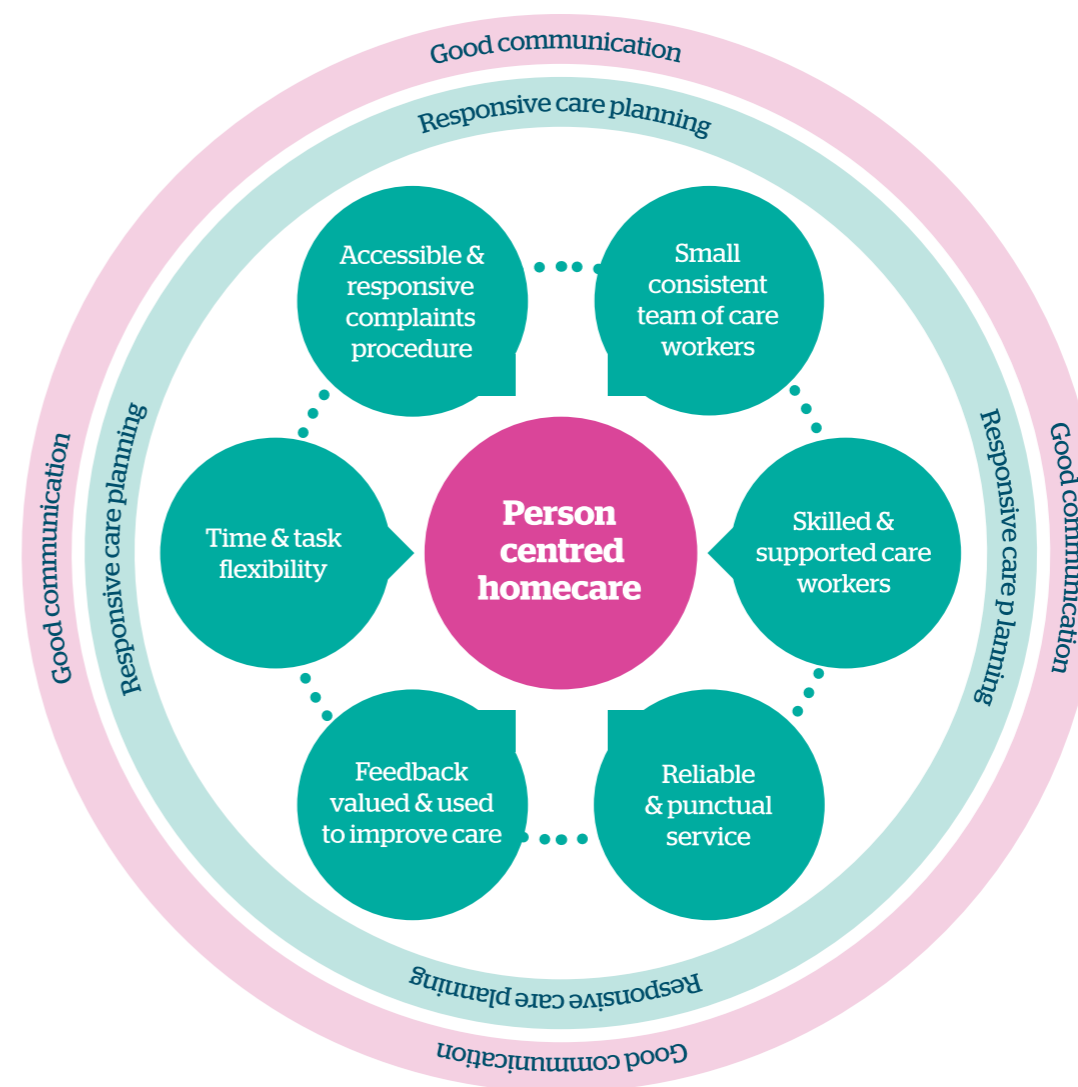 Good communication
Responsive care planning
Accessible &
responsive
complaints
procedure
Small
consistent
team of care
workers
Good communication
Responsive care planning
Time & task
flexibility
Person
centred
homecare
Skilled &
supported care
workers
Responsive care p lanning
Good communication
Feedback
valued & used
to improve care
Reliable
& punctual
service
Responsive care planning
Good communication